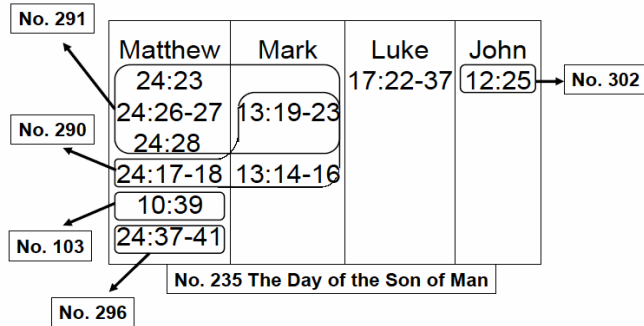 No. 291
Matthew Mark Luke John
24:23 17:22-37 12:25 No. 302
24:26-27 13:19-23
No. 290
24:28
24:17-18 13:14-16
10:39
No. 103
24:37-41
No. 235 The Day of the Son of Man
No. 296